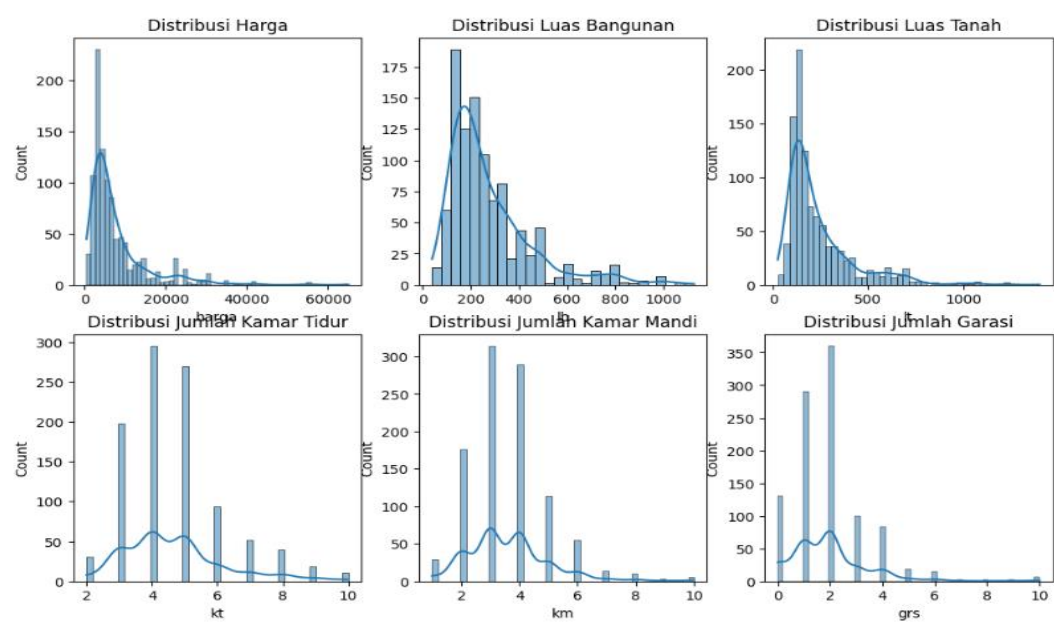 Distribusi Harga
Distribusi Luas Bangunan
Distribusi Luas Tanah
Count
200
150
100
50
0
0 20000 40000 60000
harga
Count
175
150
125
100
75
50
25
0
0 200 400 600 800 1000
lb
Count
200
150
100
50
0
0 500 1000
lt
Distribusi Jumlah Kamar Tidur
Distribusi Jumlah Kamar Mandi
Distribusi Jumlah Garasi
Count
300
250
200
150
100
50
0
2 4 6 8 10
kt
Count
300
250
200
150
100
50
0
2 4 6 8 10
km
Count
350
300
250
200
150
100
50
0
0 2 4 6 8 10
grs